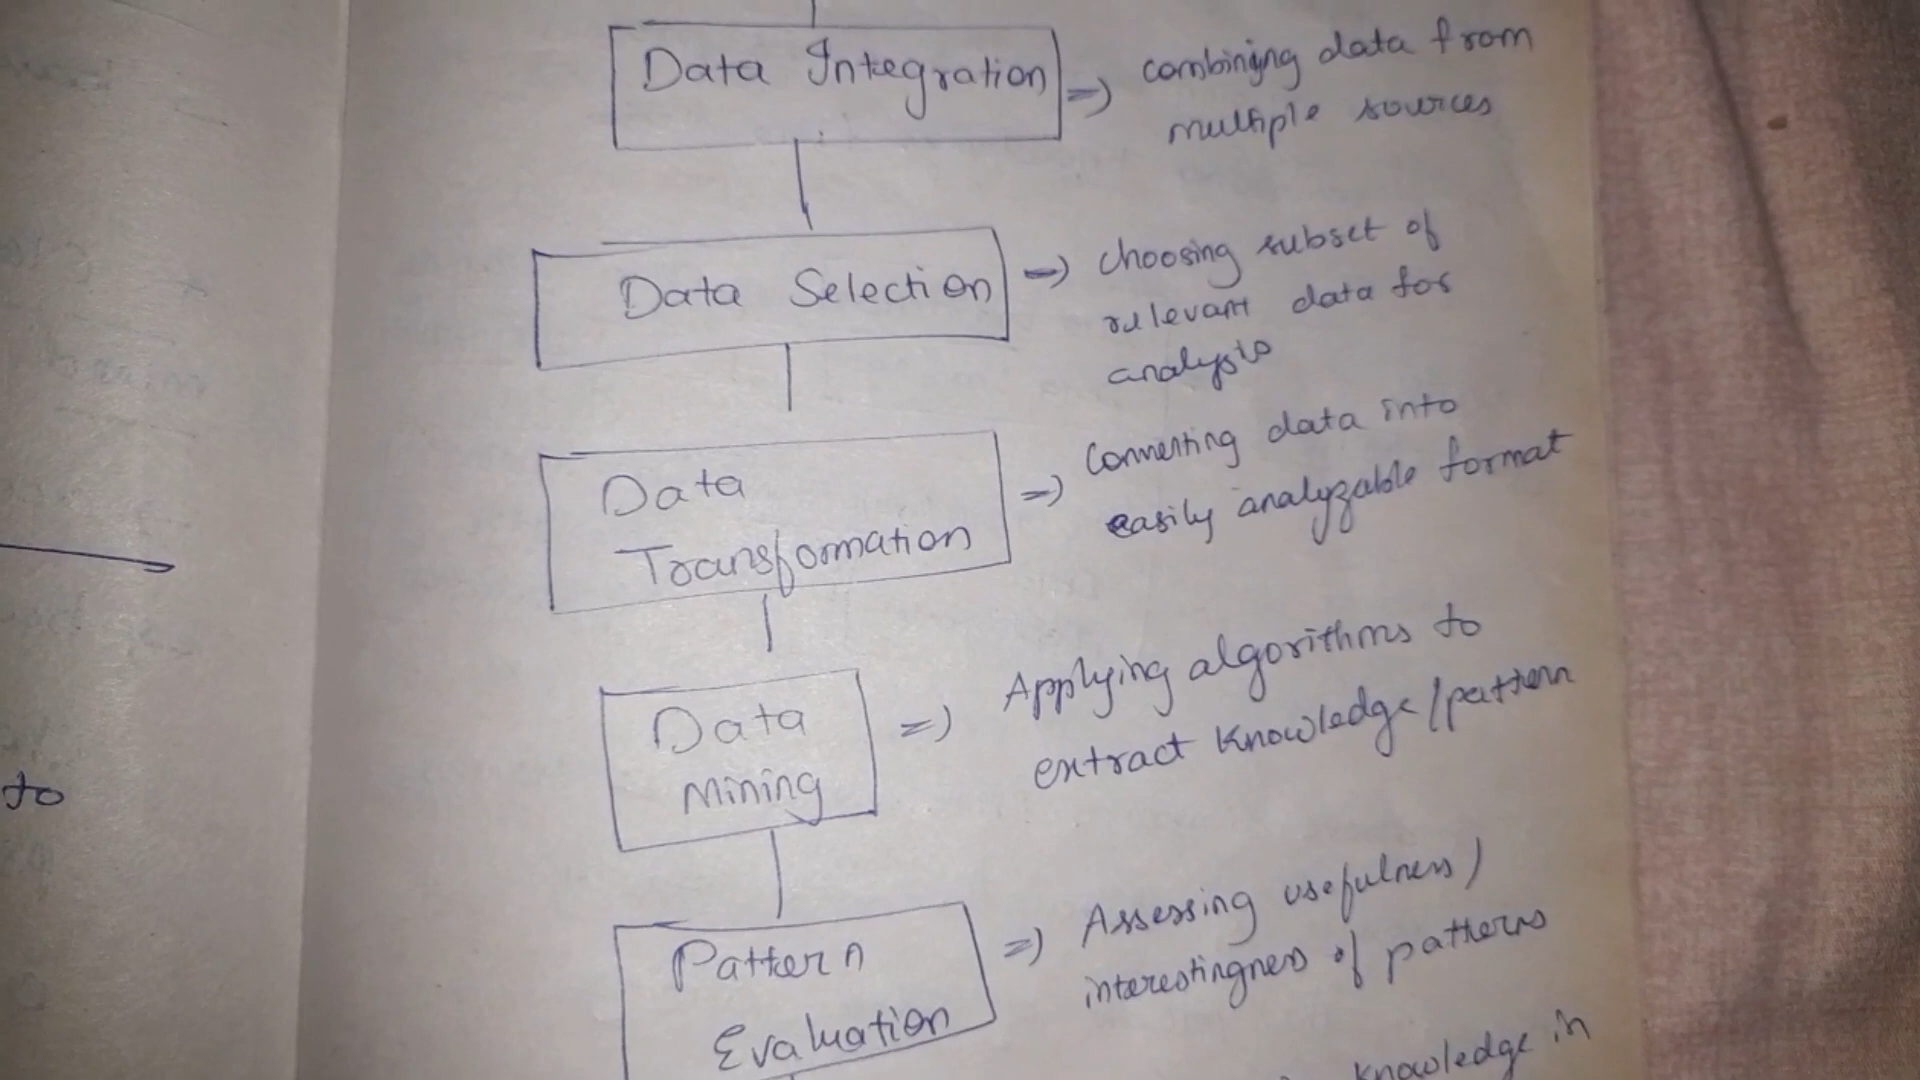 Data Integration => combining data from
multiple sources
Data Selection => choosing subset of
relevant data for
analysis
Data
Transformation => Converting data into
easily analyzable format
Data
Mining => Applying algorithms to
extract knowledge/pattern
Pattern
Evaluation => Assessing usefulness/
interestingness of patterns
knowledge in
to